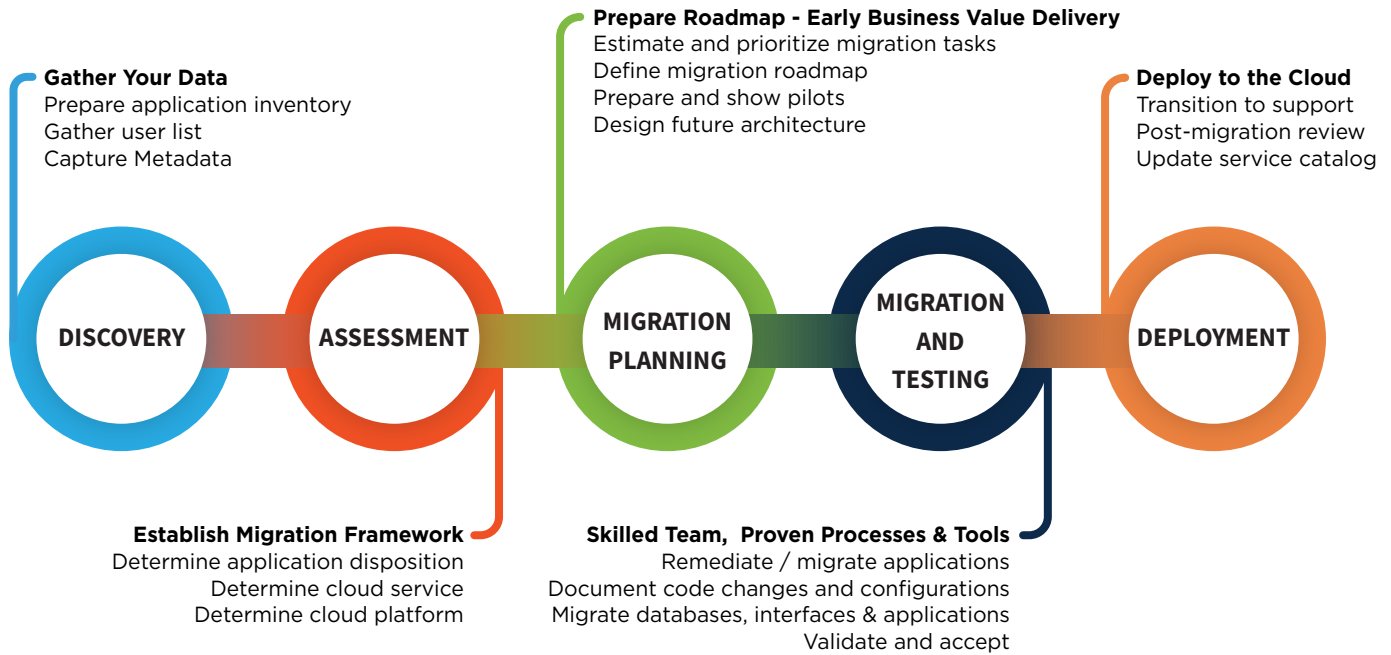 Prepare Roadmap - Early Business Value Delivery
Estimate and prioritize migration tasks
Define migration roadmap
Prepare and show pilots
Design future architecture
Gather Your Data
Prepare application inventory
Gather user list
Capture Metadata
Deploy to the Cloud
Transition to support
Post-migration review
Update service catalog
DISCOVERY
ASSESSMENT
MIGRATION
PLANNING
MIGRATION
AND
TESTING
DEPLOYMENT
Establish Migration Framework
Determine application disposition
Determine cloud service
Determine cloud platform
Skilled Team, Proven Processes & Tools
Remediate / migrate applications
Document code changes and configurations
Migrate databases, interfaces & applications
Validate and accept